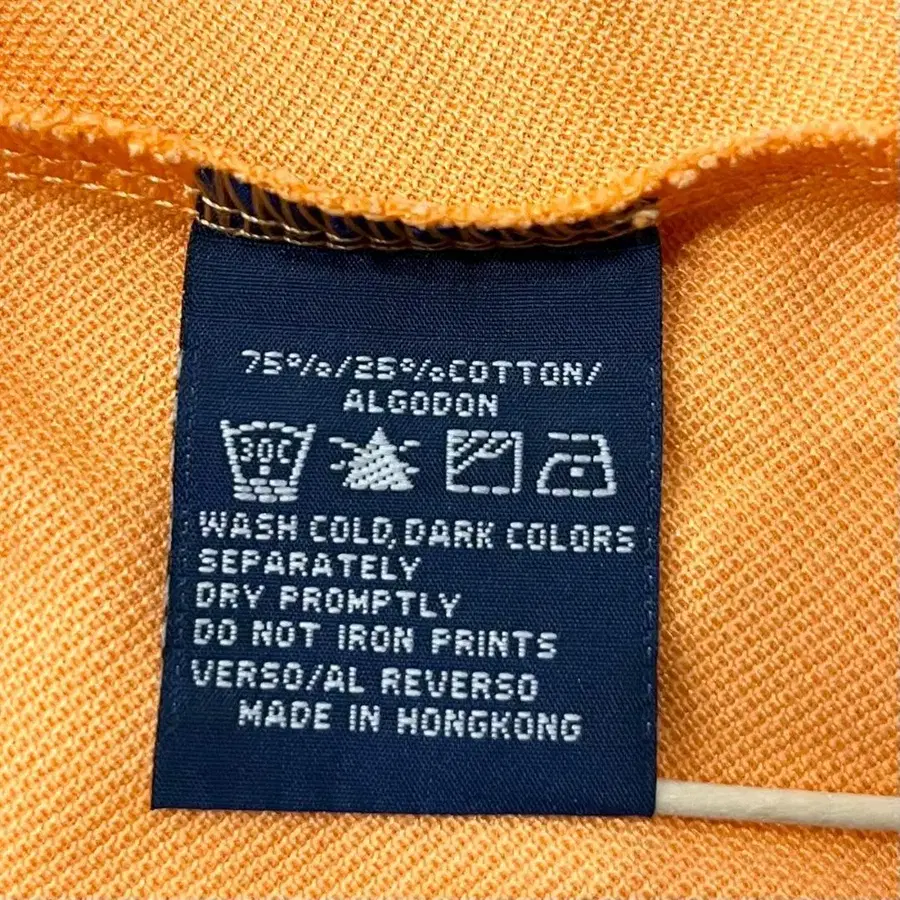 75%/25%COTTON/
ALGODON
30C
WASH COLD, DARK COLORS
SEPARATELY
DRY PROMPTLY
DO NOT IRON PRINTS
VERSO/AL REVERSO
MADE IN HONGKONG